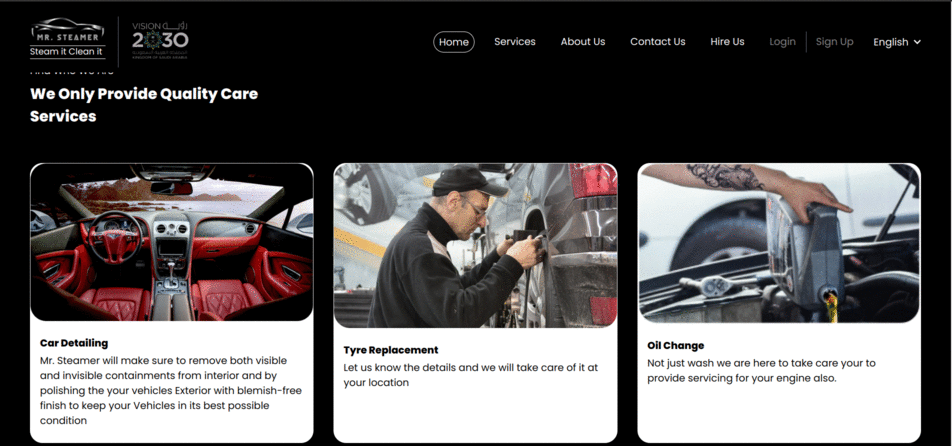 MR. STEAMER
Steam it Clean it
VISION رؤيـــة
2030
KINGDOM OF SAUDI ARABIA
Home
Services
About Us
Contact Us
Hire Us
Login
Sign Up
English
Find Who We Are
We Only Provide Quality Care
Services
Car Detailing
Mr. Steamer will make sure to remove both visible
and invisible containments from interior and by
polishing the your vehicles Exterior with blemish-free
finish to keep your Vehicles in its best possible
condition
Tyre Replacement
Let us know the details and we will take care of it at
your location
Oil Change
Not just wash we are here to take care your to
provide servicing for your engine also.